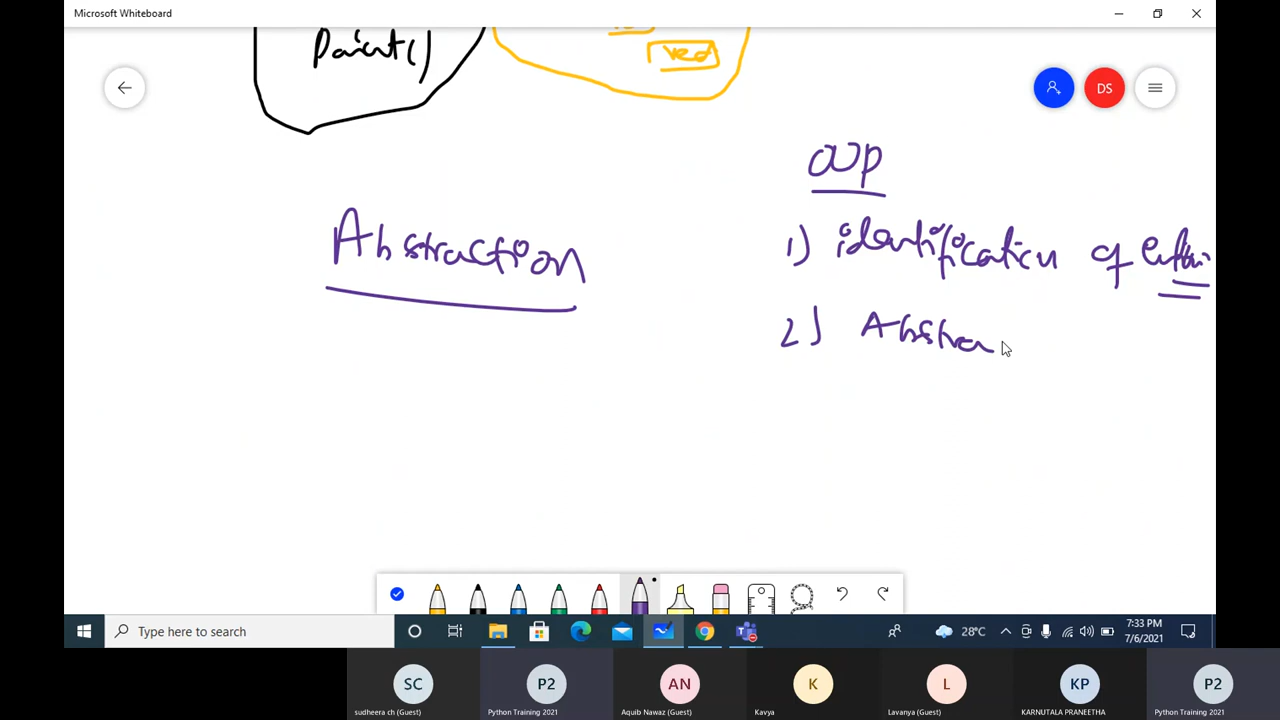 Microsoft Whiteboard
Paint()
red
DS
OOP
Abstraction
1) identification of
2) Abstra
Type here to search
28°C
7:33 PM
7/6/2021
SC
P2
AN
K
L
KP
P2
sudheera ch (Guest)
Python Training 2021
Aquib Nawaz (Guest)
Kavya
Lavanya (Guest)
KARNUTALA PRANEETHA
Python Training 2021